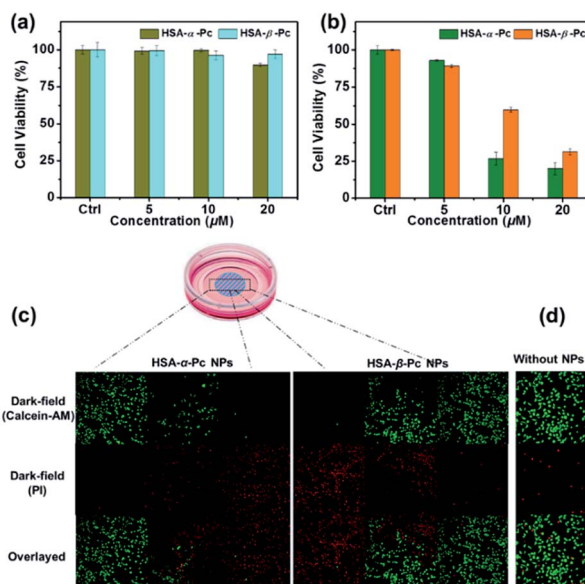 (a)
HSA-α-Pc HSA-β-Pc
Cell Viability (%)
100
75
50
25
0
Ctrl 5 10 20
Concentration (µM)
(b)
HSA-α-Pc HSA-β-Pc
Cell Viability (%)
100
75
50
25
0
Ctrl 5 10 20
Concentration (µM)
(c)
HSA-α-Pc NPs HSA-β-Pc NPs
(d)
Without NPs
Dark-field
(Calcein-AM)
Dark-field
(PI)
Overlayed